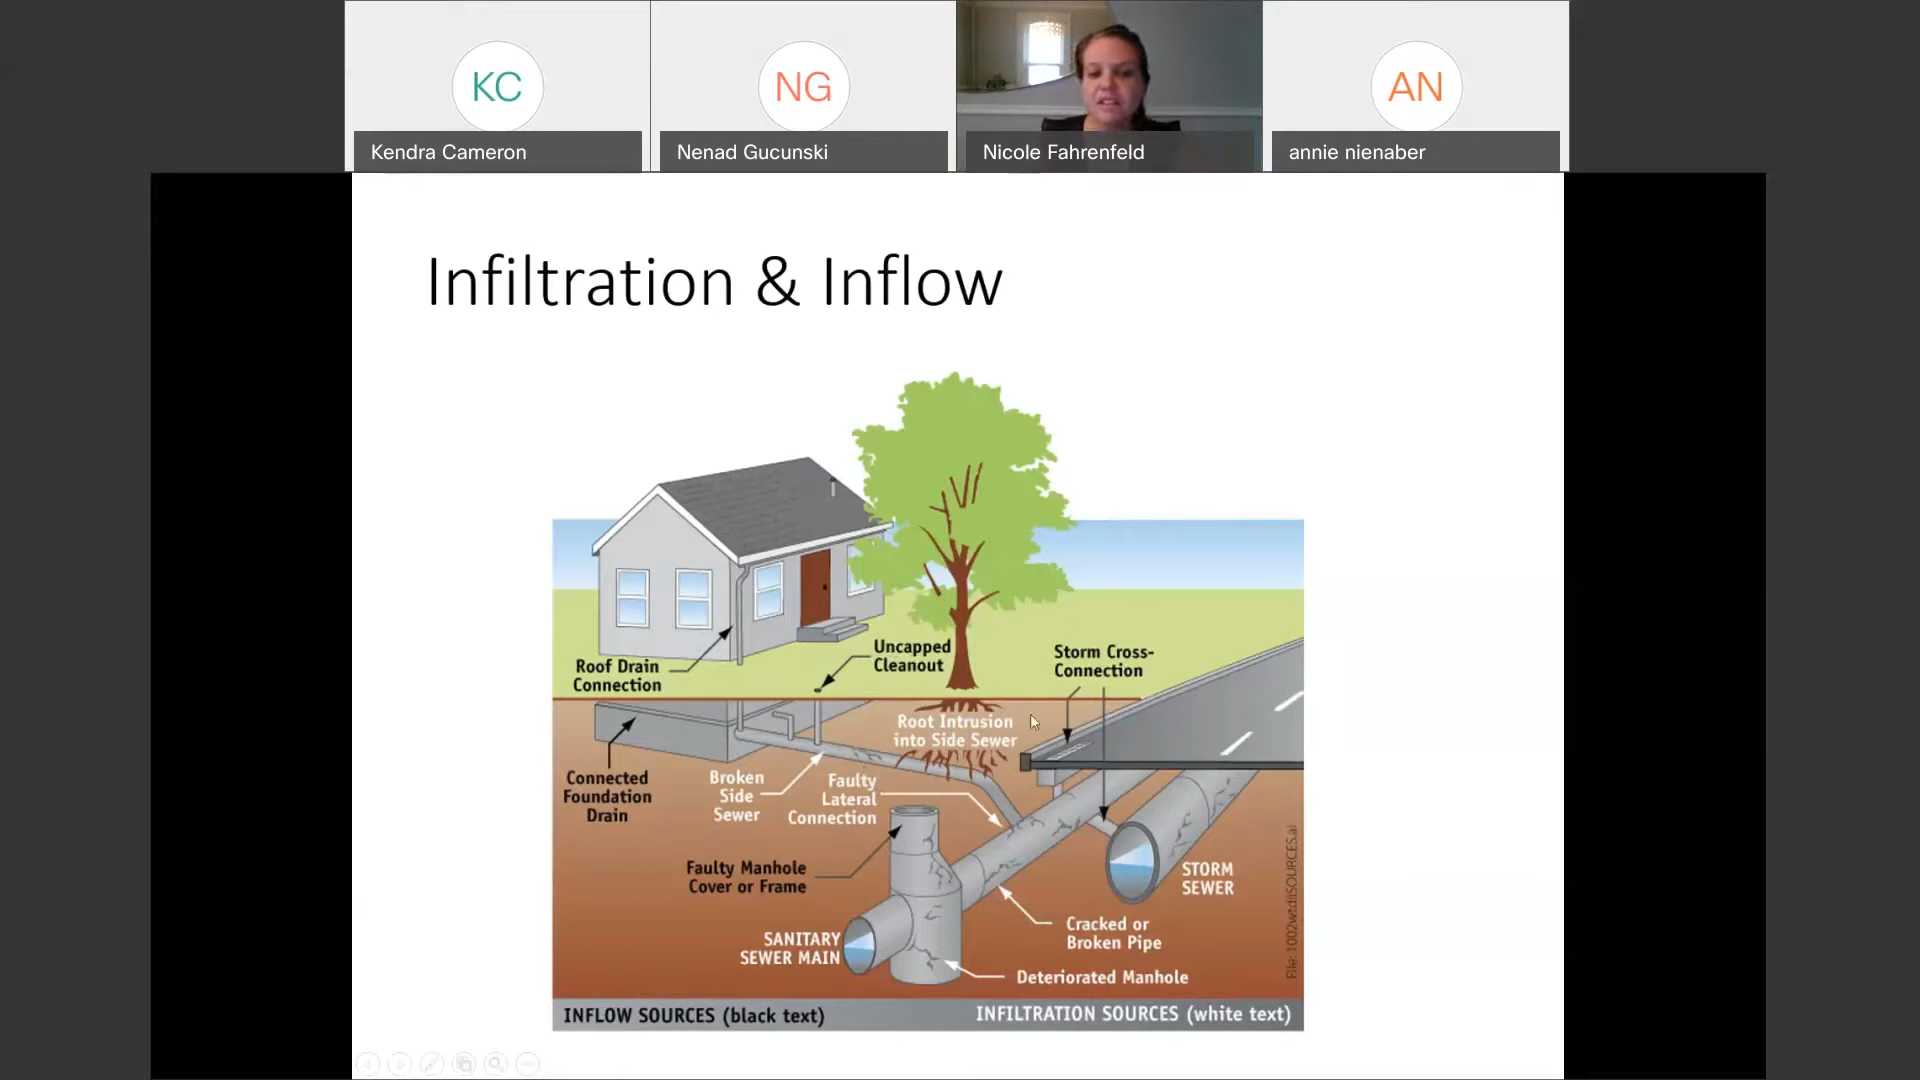 KC
NG
AN
Kendra Cameron
Nenad Gucunski
Nicole Fahrenfeld
annie nienaber
Infiltration & Inflow
Uncapped
Cleanout
Storm Cross-
Connection
Roof Drain
Connection
Root Intrusion
into Side Sewer
Connected
Foundation
Drain
Broken
Side
Sewer
Faulty
Lateral
Connection
Faulty Manhole
Cover or Frame
STORM
SEWER
Cracked or
Broken Pipe
SANITARY
SEWER MAIN
Deteriorated Manhole
INFLOW SOURCES (black text)
INFILTRATION SOURCES (white text)